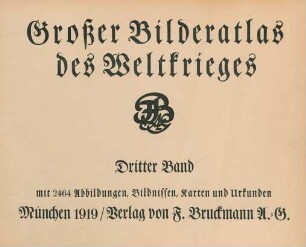 Großer Bilderatlas
des Weltkrieges
Dritter Band
mit 2464 Abbildungen, Bildnissen, Karten und Urkunden
München 1919 / Verlag von F. Bruckmann A.-G.